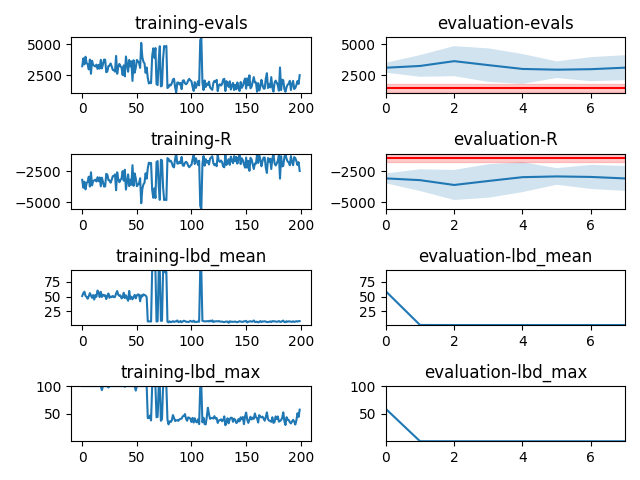 training-evals
5000
2500
0 50 100 150 200
evaluation-evals
5000
2500
0 2 4 6
training-R
−2500
−5000
0 50 100 150 200
evaluation-R
−2500
−5000
0 2 4 6
training-lbd_mean
75
50
25
0 50 100 150 200
evaluation-lbd_mean
75
50
25
0 2 4 6
training-lbd_max
100
50
0 50 100 150 200
evaluation-lbd_max
100
50
0 2 4 6